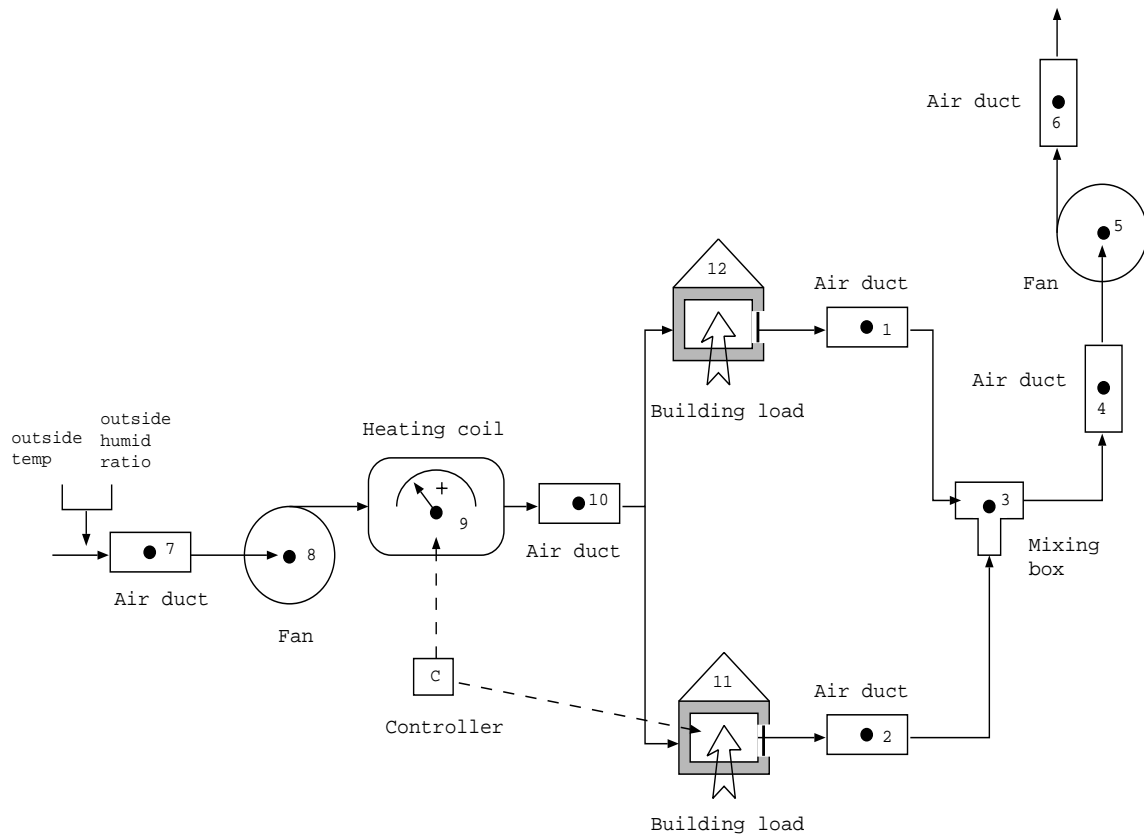 Air duct
6
5
Fan
12
Air duct
1
Air duct
4
Building load
outside
temp
outside
humid
ratio
Heating coil
+
9
10
Air duct
3
Mixing
box
7
Air duct
8
Fan
C
Controller
11
Air duct
2
Building load